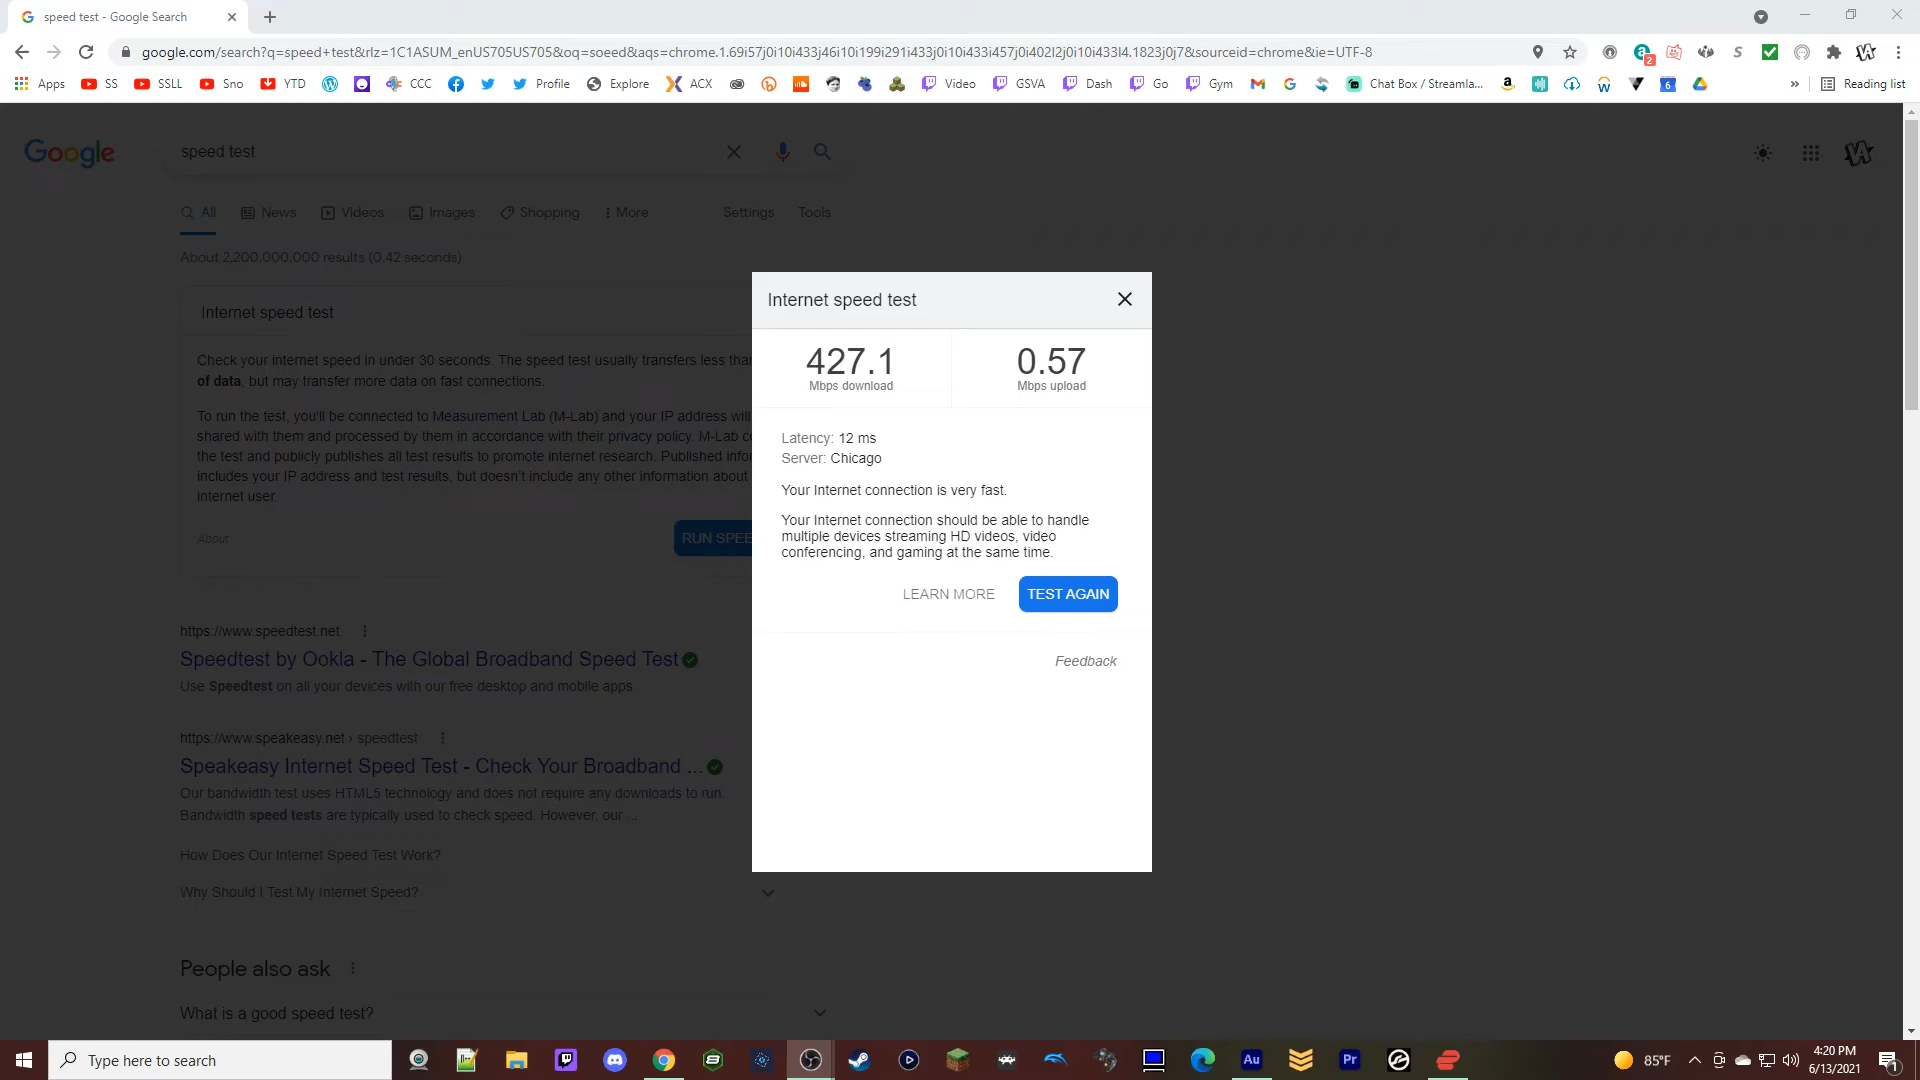 speed test - Google Search
google.com/search?q=speed+test&rlz=1C1ASUM_enUS705US705&oq=soeed&aqs=chrome.1.69i57j0i10i433j46i10i199i291i433j0i10i433i457j0i402l2j0i10i433l4.1823j0j7&sourceid=chrome&ie=UTF-8
2
Apps SS SSLL Sno YTD CCC Profile Explore ACX Video GSVA Dash Go Gym Chat Box / Streamla... 6 » Reading list
Google
speed test
All News Videos Images Shopping More Settings Tools
About 2,200,000,000 results (0.42 seconds)
Internet speed test
Check your internet speed in under 30 seconds. The speed test usually transfers less
of data, but may transfer more data on fast connections.
To run the test, you'll be connected to Measurement Lab (M-Lab) and your IP address
shared with them and processed by them in accordance with their privacy policy. M-Lab
the test and publicly publishes all test results to promote internet research. Published
includes your IP address and test results, but doesn't include any other information about
internet user.
About
RUN
https://www.speedtest.net
Speedtest by Ookla - The Global Broadband Speed Test
Use Speedtest on all your devices with our free desktop and mobile apps.
https://www.speakeasy.net › speedtest
Speakeasy Internet Speed Test - Check Your Broadband ...
Our bandwidth test uses HTML5 technology and does not require any downloads to run.
Bandwidth speed tests are typically used to check speed. However, our ...
How Does Our Internet Speed Test Work?
Why Should I Test My Internet Speed?
People also ask
What is a good speed test?
Internet speed test
427.1
Mbps download
0.57
Mbps upload
Latency: 12 ms
Server: Chicago
Your Internet connection is very fast.
Your Internet connection should be able to handle
multiple devices streaming HD videos, video
conferencing, and gaming at the same time.
LEARN MORE
TEST AGAIN
Feedback
Type here to search
Au
Pr
85°F
4:20 PM
6/13/2021
1